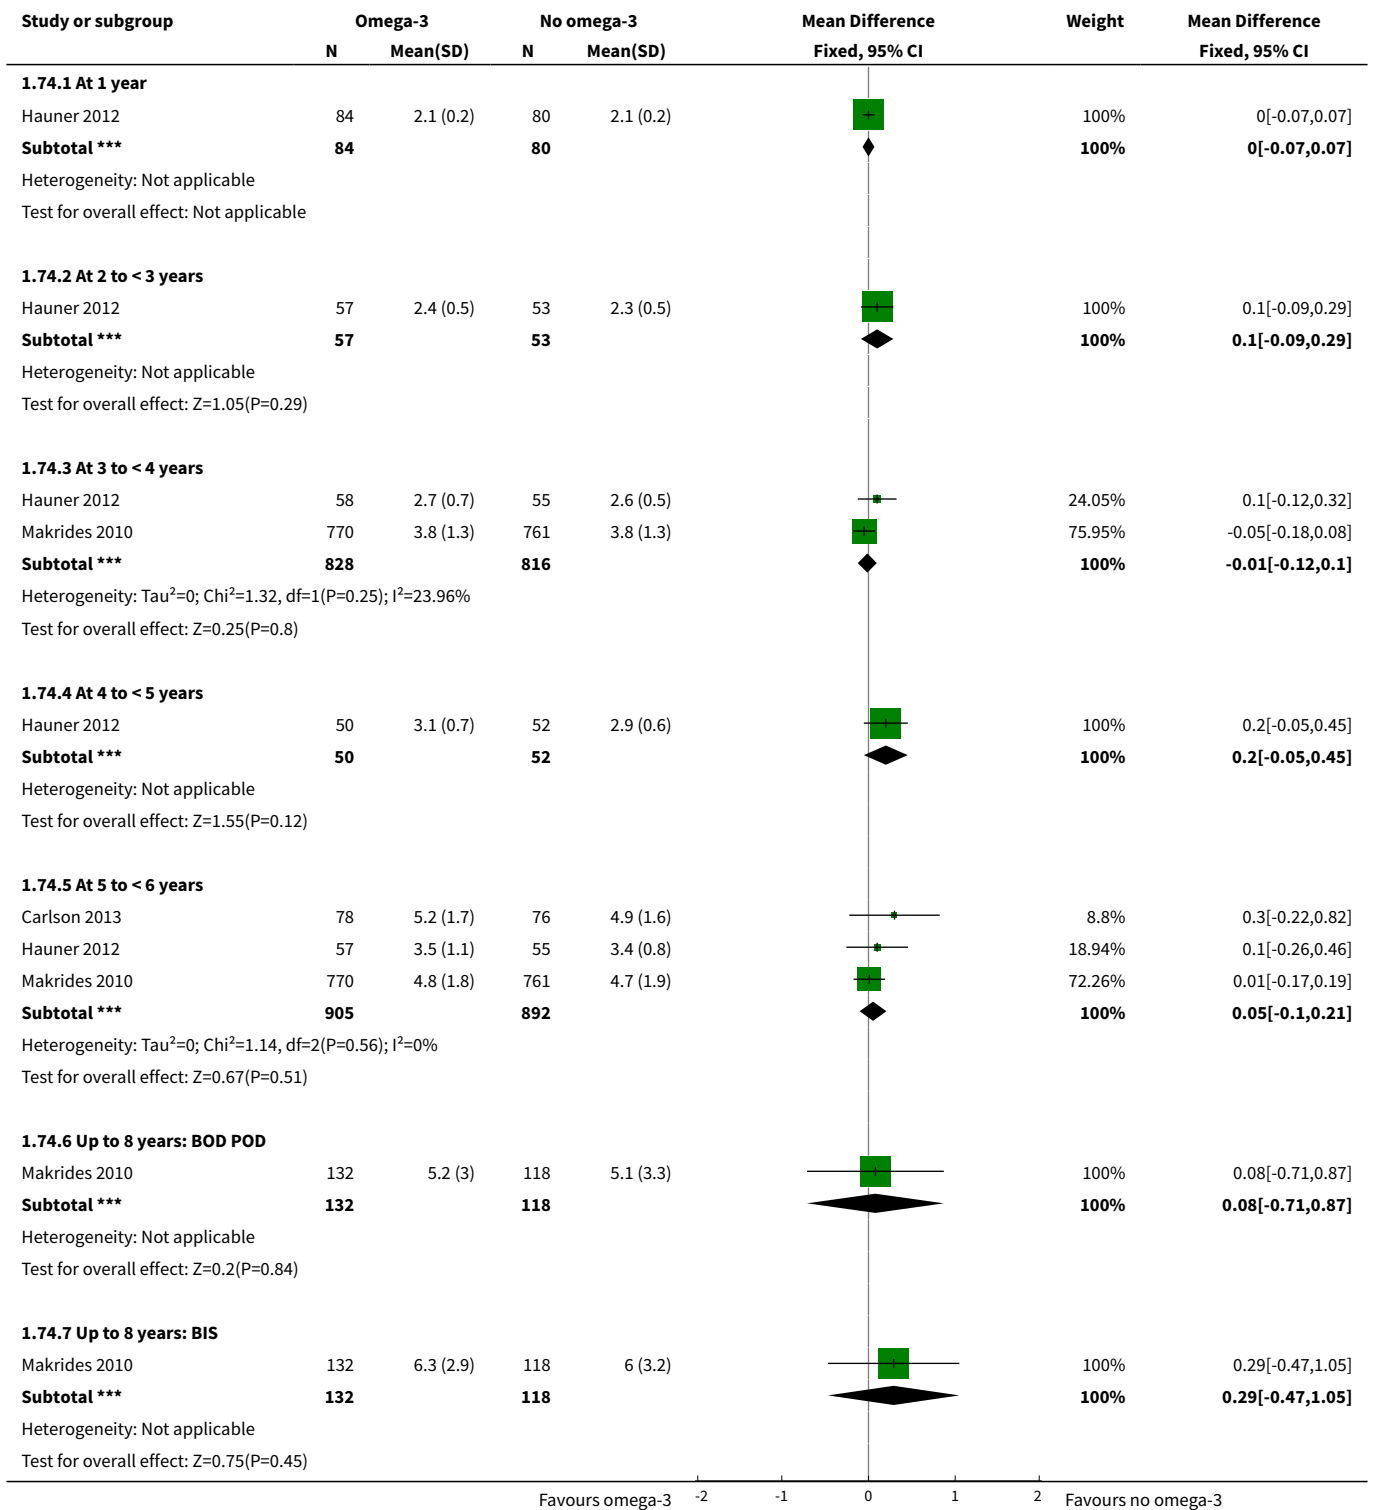 Study or subgroup Omega-3 No omega-3 Mean Difference Weight Mean Difference
N Mean(SD) N Mean(SD) Fixed, 95% CI Fixed, 95% CI
1.74.1 At 1 year
Hauner 2012 84 2.1 (0.2) 80 2.1 (0.2) 100% 0[-0.07,0.07]
Subtotal *** 84 80 100% 0[-0.07,0.07]
Heterogeneity: Not applicable
Test for overall effect: Not applicable
1.74.2 At 2 to < 3 years
Hauner 2012 57 2.4 (0.5) 53 2.3 (0.5) 100% 0.1[-0.09,0.29]
Subtotal *** 57 53 100% 0.1[-0.09,0.29]
Heterogeneity: Not applicable
Test for overall effect: Z=1.05(P=0.29)
1.74.3 At 3 to < 4 years
Hauner 2012 58 2.7 (0.7) 55 2.6 (0.5) 24.05% 0.1[-0.12,0.32]
Makrides 2010 770 3.8 (1.3) 761 3.8 (1.3) 75.95% -0.05[-0.18,0.08]
Subtotal *** 828 816 100% -0.01[-0.12,0.1]
Heterogeneity: Tau²=0; Chi²=1.32, df=1(P=0.25); I²=23.96%
Test for overall effect: Z=0.25(P=0.8)
1.74.4 At 4 to < 5 years
Hauner 2012 50 3.1 (0.7) 52 2.9 (0.6) 100% 0.2[-0.05,0.45]
Subtotal *** 50 52 100% 0.2[-0.05,0.45]
Heterogeneity: Not applicable
Test for overall effect: Z=1.55(P=0.12)
1.74.5 At 5 to < 6 years
Carlson 2013 78 5.2 (1.7) 76 4.9 (1.6) 8.8% 0.3[-0.22,0.82]
Hauner 2012 57 3.5 (1.1) 55 3.4 (0.8) 18.94% 0.1[-0.26,0.46]
Makrides 2010 770 4.8 (1.8) 761 4.7 (1.9) 72.26% 0.01[-0.17,0.19]
Subtotal *** 905 892 100% 0.05[-0.1,0.21]
Heterogeneity: Tau²=0; Chi²=1.14, df=2(P=0.56); I²=0%
Test for overall effect: Z=0.67(P=0.51)
1.74.6 Up to 8 years: BOD POD
Makrides 2010 132 5.2 (3) 118 5.1 (3.3) 100% 0.08[-0.71,0.87]
Subtotal *** 132 118 100% 0.08[-0.71,0.87]
Heterogeneity: Not applicable
Test for overall effect: Z=0.2(P=0.84)
1.74.7 Up to 8 years: BIS
Makrides 2010 132 6.3 (2.9) 118 6 (3.2) 100% 0.29[-0.47,1.05]
Subtotal *** 132 118 100% 0.29[-0.47,1.05]
Heterogeneity: Not applicable
Test for overall effect: Z=0.75(P=0.45)
Favours omega-3 -2 -1 0 1 2 Favours no omega-3